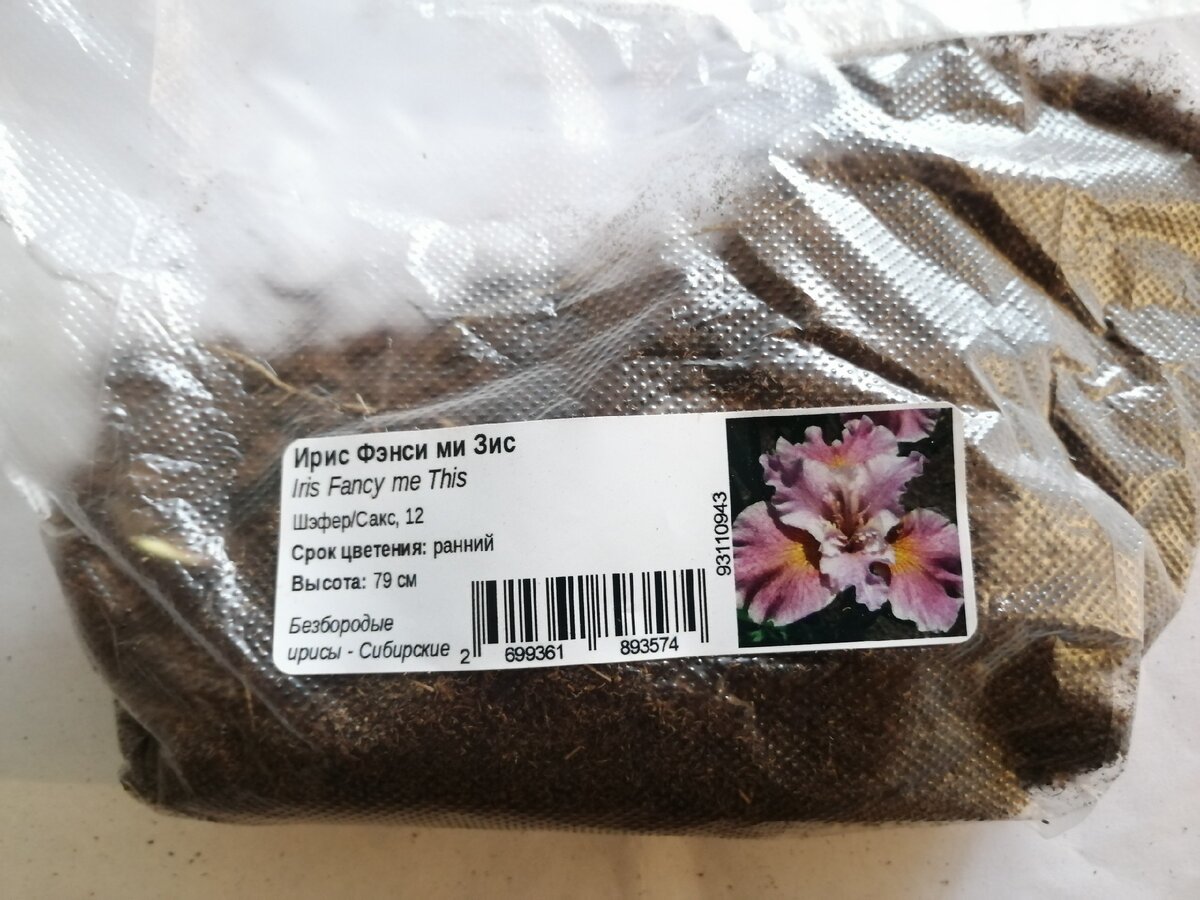 Ирис Фэнси ми Зис
Iris Fancy me This
Шэфер/Сакс, 12
Срок цветения: ранний
Высота: 79 см
Безбородые
ирисы - Сибирские
2 699361 893574
93110943